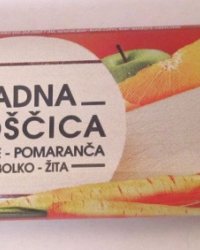 ADNA
OŠČICA
- POMARANČA
BOLKO - ŽITA